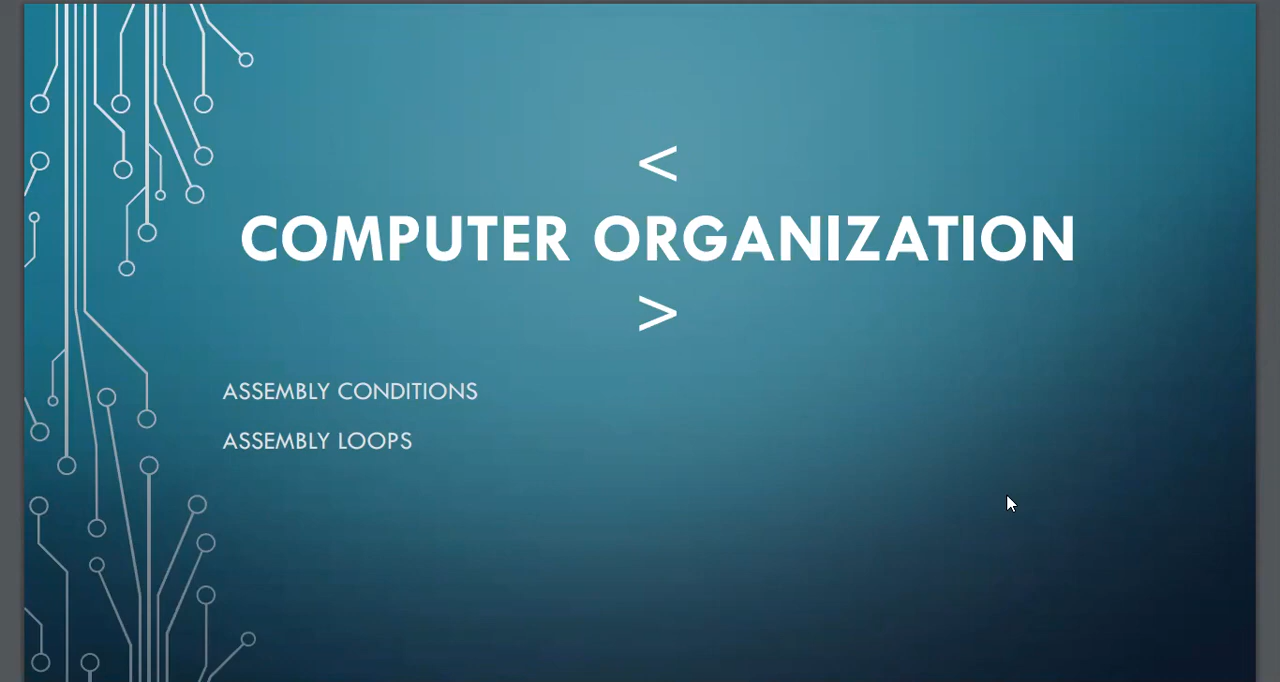 <
COMPUTER ORGANIZATION
>
ASSEMBLY CONDITIONS
ASSEMBLY LOOPS